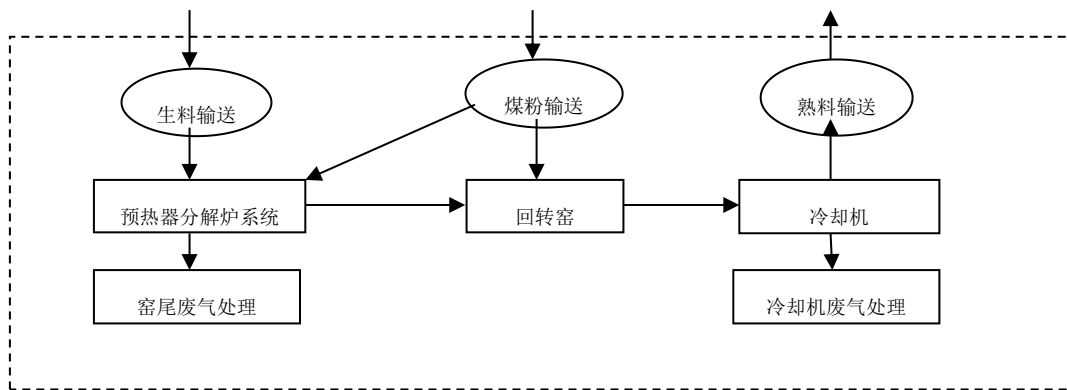 生料输送
煤粉输送
熟料输送
预热器分解炉系统
回转窑
冷却机
窑尾废气处理
冷却机废气处理